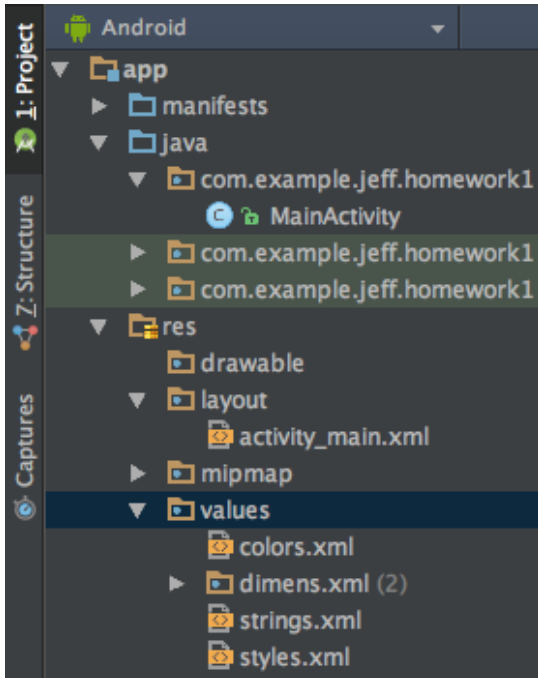 Android
1: Project
app
manifests
java
com.example.jeff.homework1
MainActivity
com.example.jeff.homework1
com.example.jeff.homework1
Z: Structure
res
drawable
layout
activity_main.xml
Captures
mipmap
values
colors.xml
dimens.xml (2)
strings.xml
styles.xml